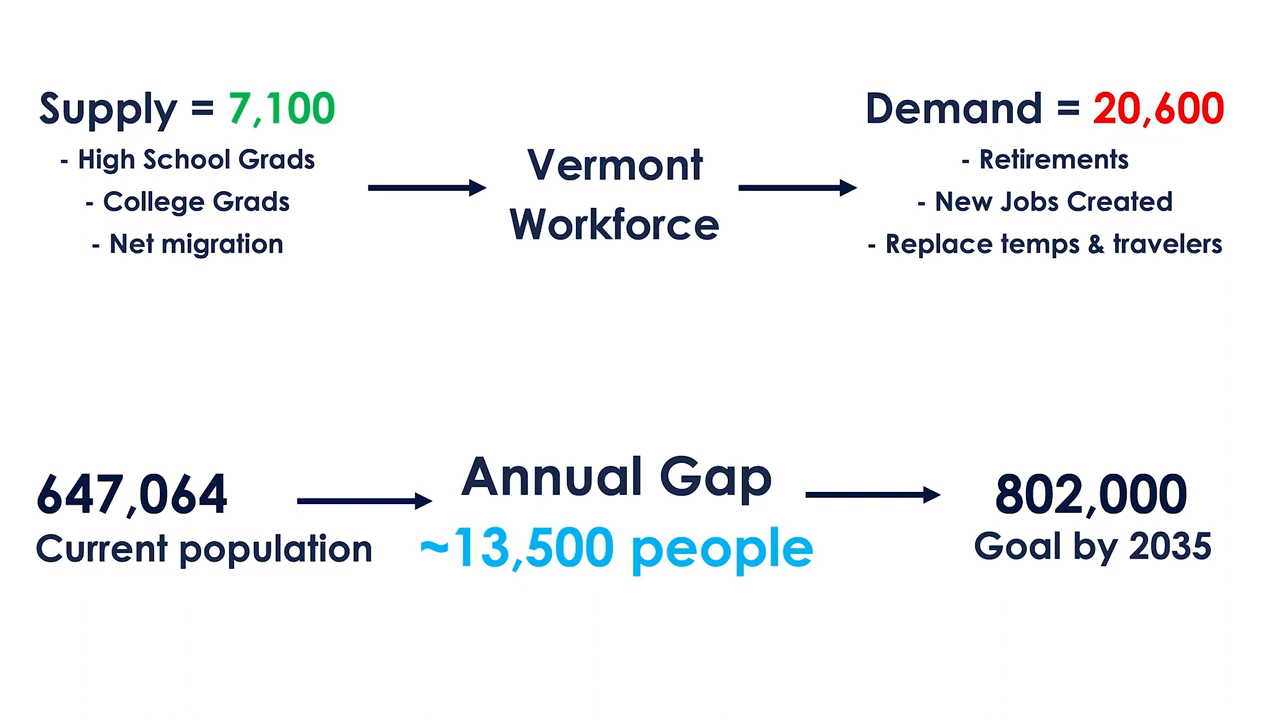 Supply = 7,100
- High School Grads
- College Grads
- Net migration
Vermont
Workforce
Demand = 20,600
- Retirements
- New Jobs Created
- Replace temps & travelers
647,064
Current population
Annual Gap
~13,500 people
802,000
Goal by 2035